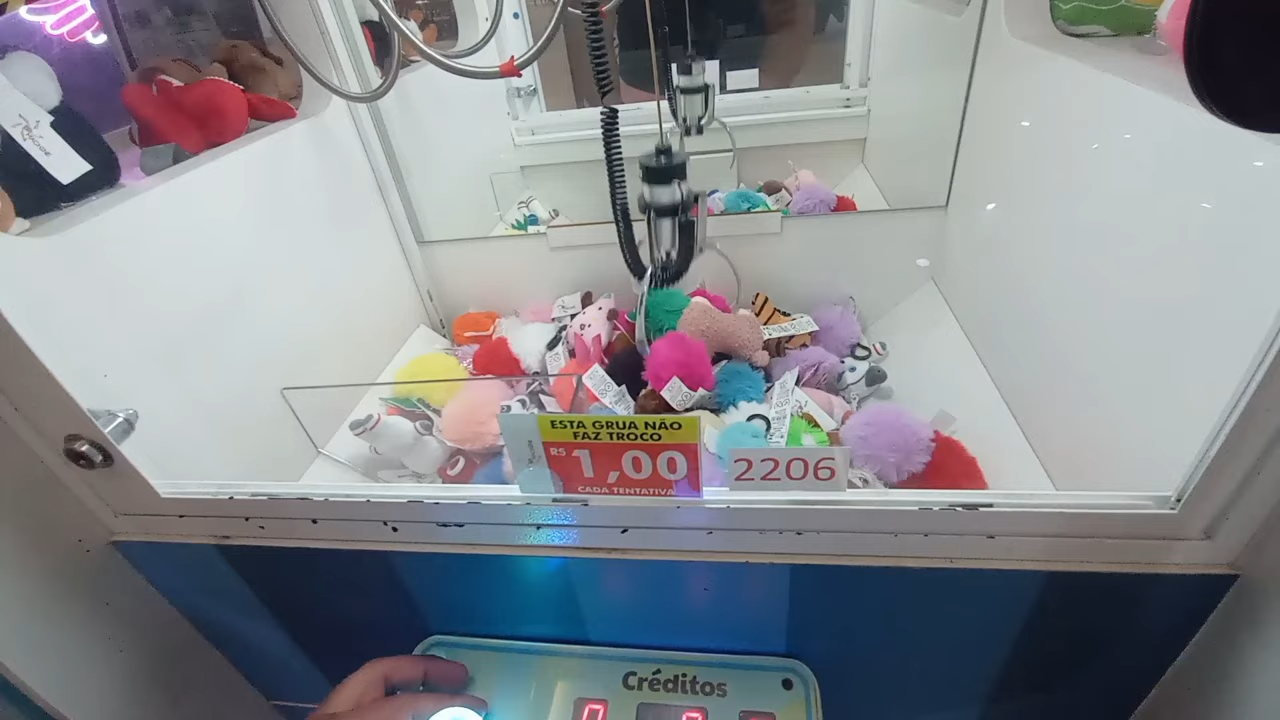 ESTA GRUA NÃO
FAZ TROCO
R$ 1,00
CADA TENTATIVA
2206
Créditos